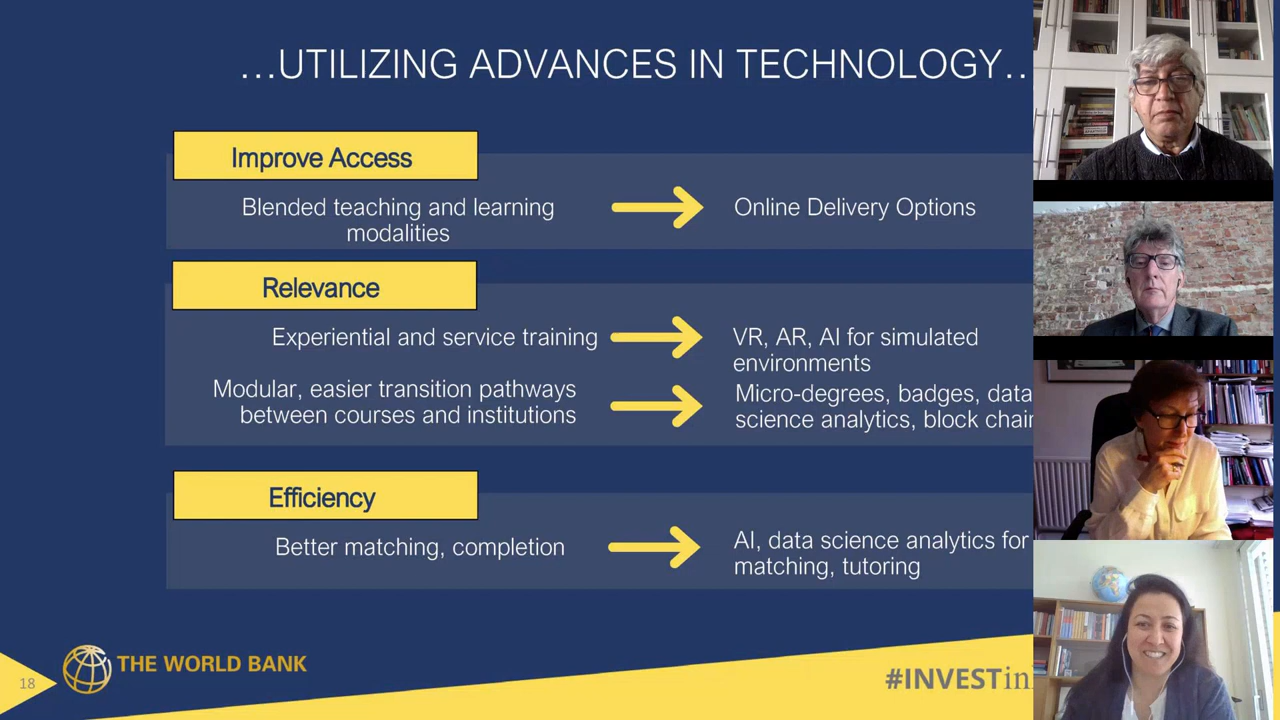 ...UTILIZING ADVANCES IN TECHNOLOGY..
Improve Access
Blended teaching and learning
modalities
Online Delivery Options
Relevance
Experiential and service training
VR, AR, AI for simulated
environments
Modular, easier transition pathways
between courses and institutions
Micro-degrees, badges, data
science analytics, block chain
Efficiency
Better matching, completion
AI, data science analytics for
matching, tutoring
18
THE WORLD BANK
#INVESTin